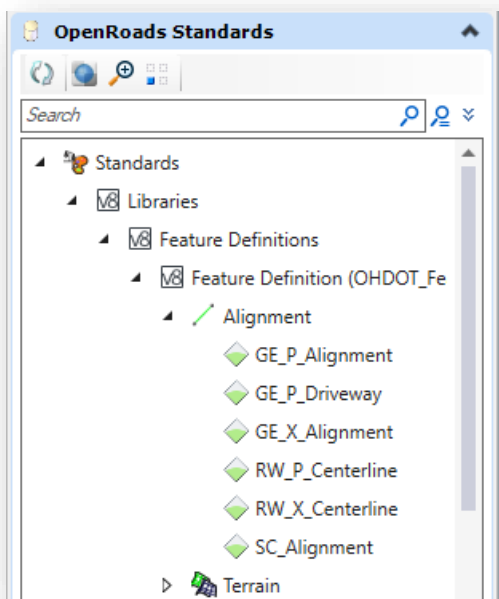 OpenRoads Standards
Search
Standards
Libraries
Feature Definitions
Feature Definition (OHDOT_Fe
Alignment
GE_P_Alignment
GE_P_Driveway
GE_X_Alignment
RW_P_Centerline
RW_X_Centerline
SC_Alignment
Terrain